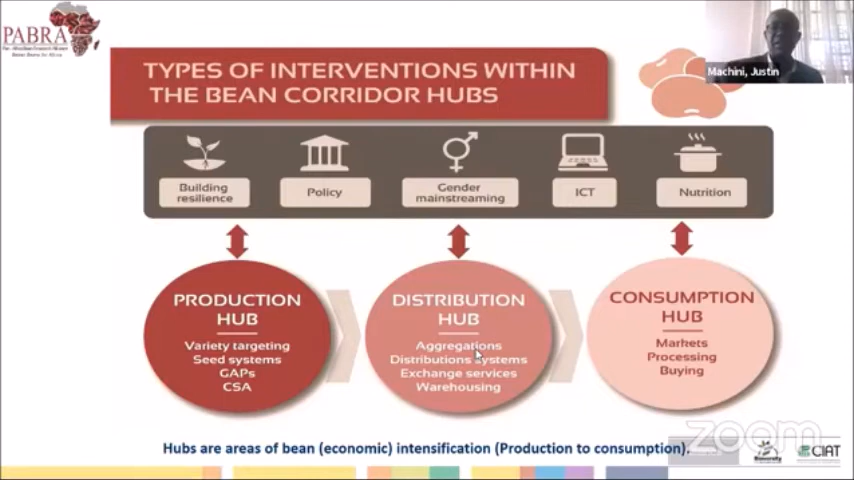 PABRA
Machini, Justin
TYPES OF INTERVENTIONS WITHIN
THE BEAN CORRIDOR HUBS
Building
resilience
Policy
Gender
mainstreaming
ICT
Nutrition
PRODUCTION
HUB
Variety targeting
Seed systems
GAPs
CSA
DISTRIBUTION
HUB
Aggregations
Distributions systems
Exchange services
Warehousing
CONSUMPTION
HUB
Markets
Processing
Buying
Hubs are areas of bean (economic) intensification (Production to consumption).
zoom
Bioversity
CIAT